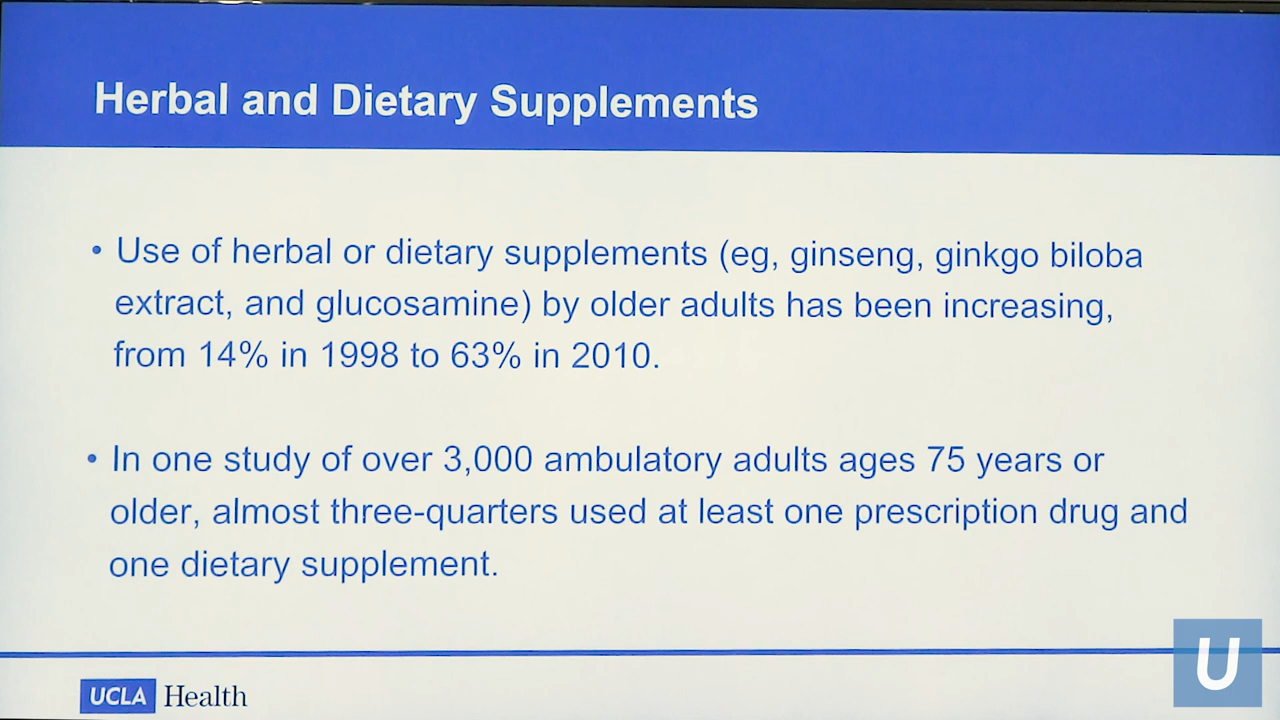 Herbal and Dietary Supplements
• Use of herbal or dietary supplements (eg, ginseng, ginkgo biloba
extract, and glucosamine) by older adults has been increasing,
from 14% in 1998 to 63% in 2010.
• In one study of over 3,000 ambulatory adults ages 75 years or
older, almost three-quarters used at least one prescription drug and
one dietary supplement.
UCLA Health
U